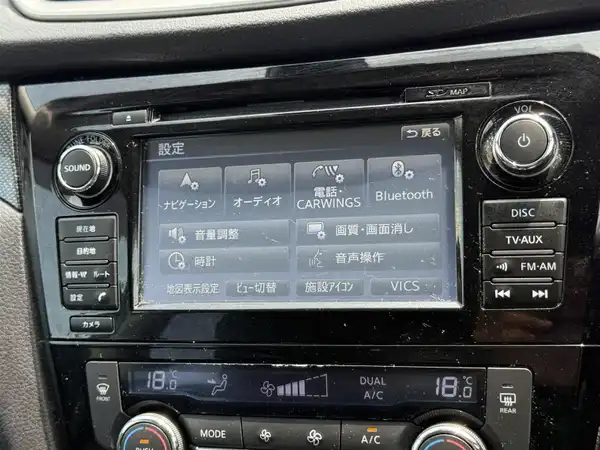 SD MAP
VOL
TUNE・FOLDER
SOUND
設定
戻る
ナビゲーション
オーディオ
電話・
CARWINGS
Bluetooth
音量調整
画質・画面消し
時計
音声操作
地図表示設定
ビュー切替
施設アイコン
VICS
現在地
目的地
情報・W
ルート
設定
カメラ
DISC
TV・AUX
FM・AM
FRONT
18.0
℃
DUAL
A/C
18.0
℃
REAR
MODE
A/C
PUSH